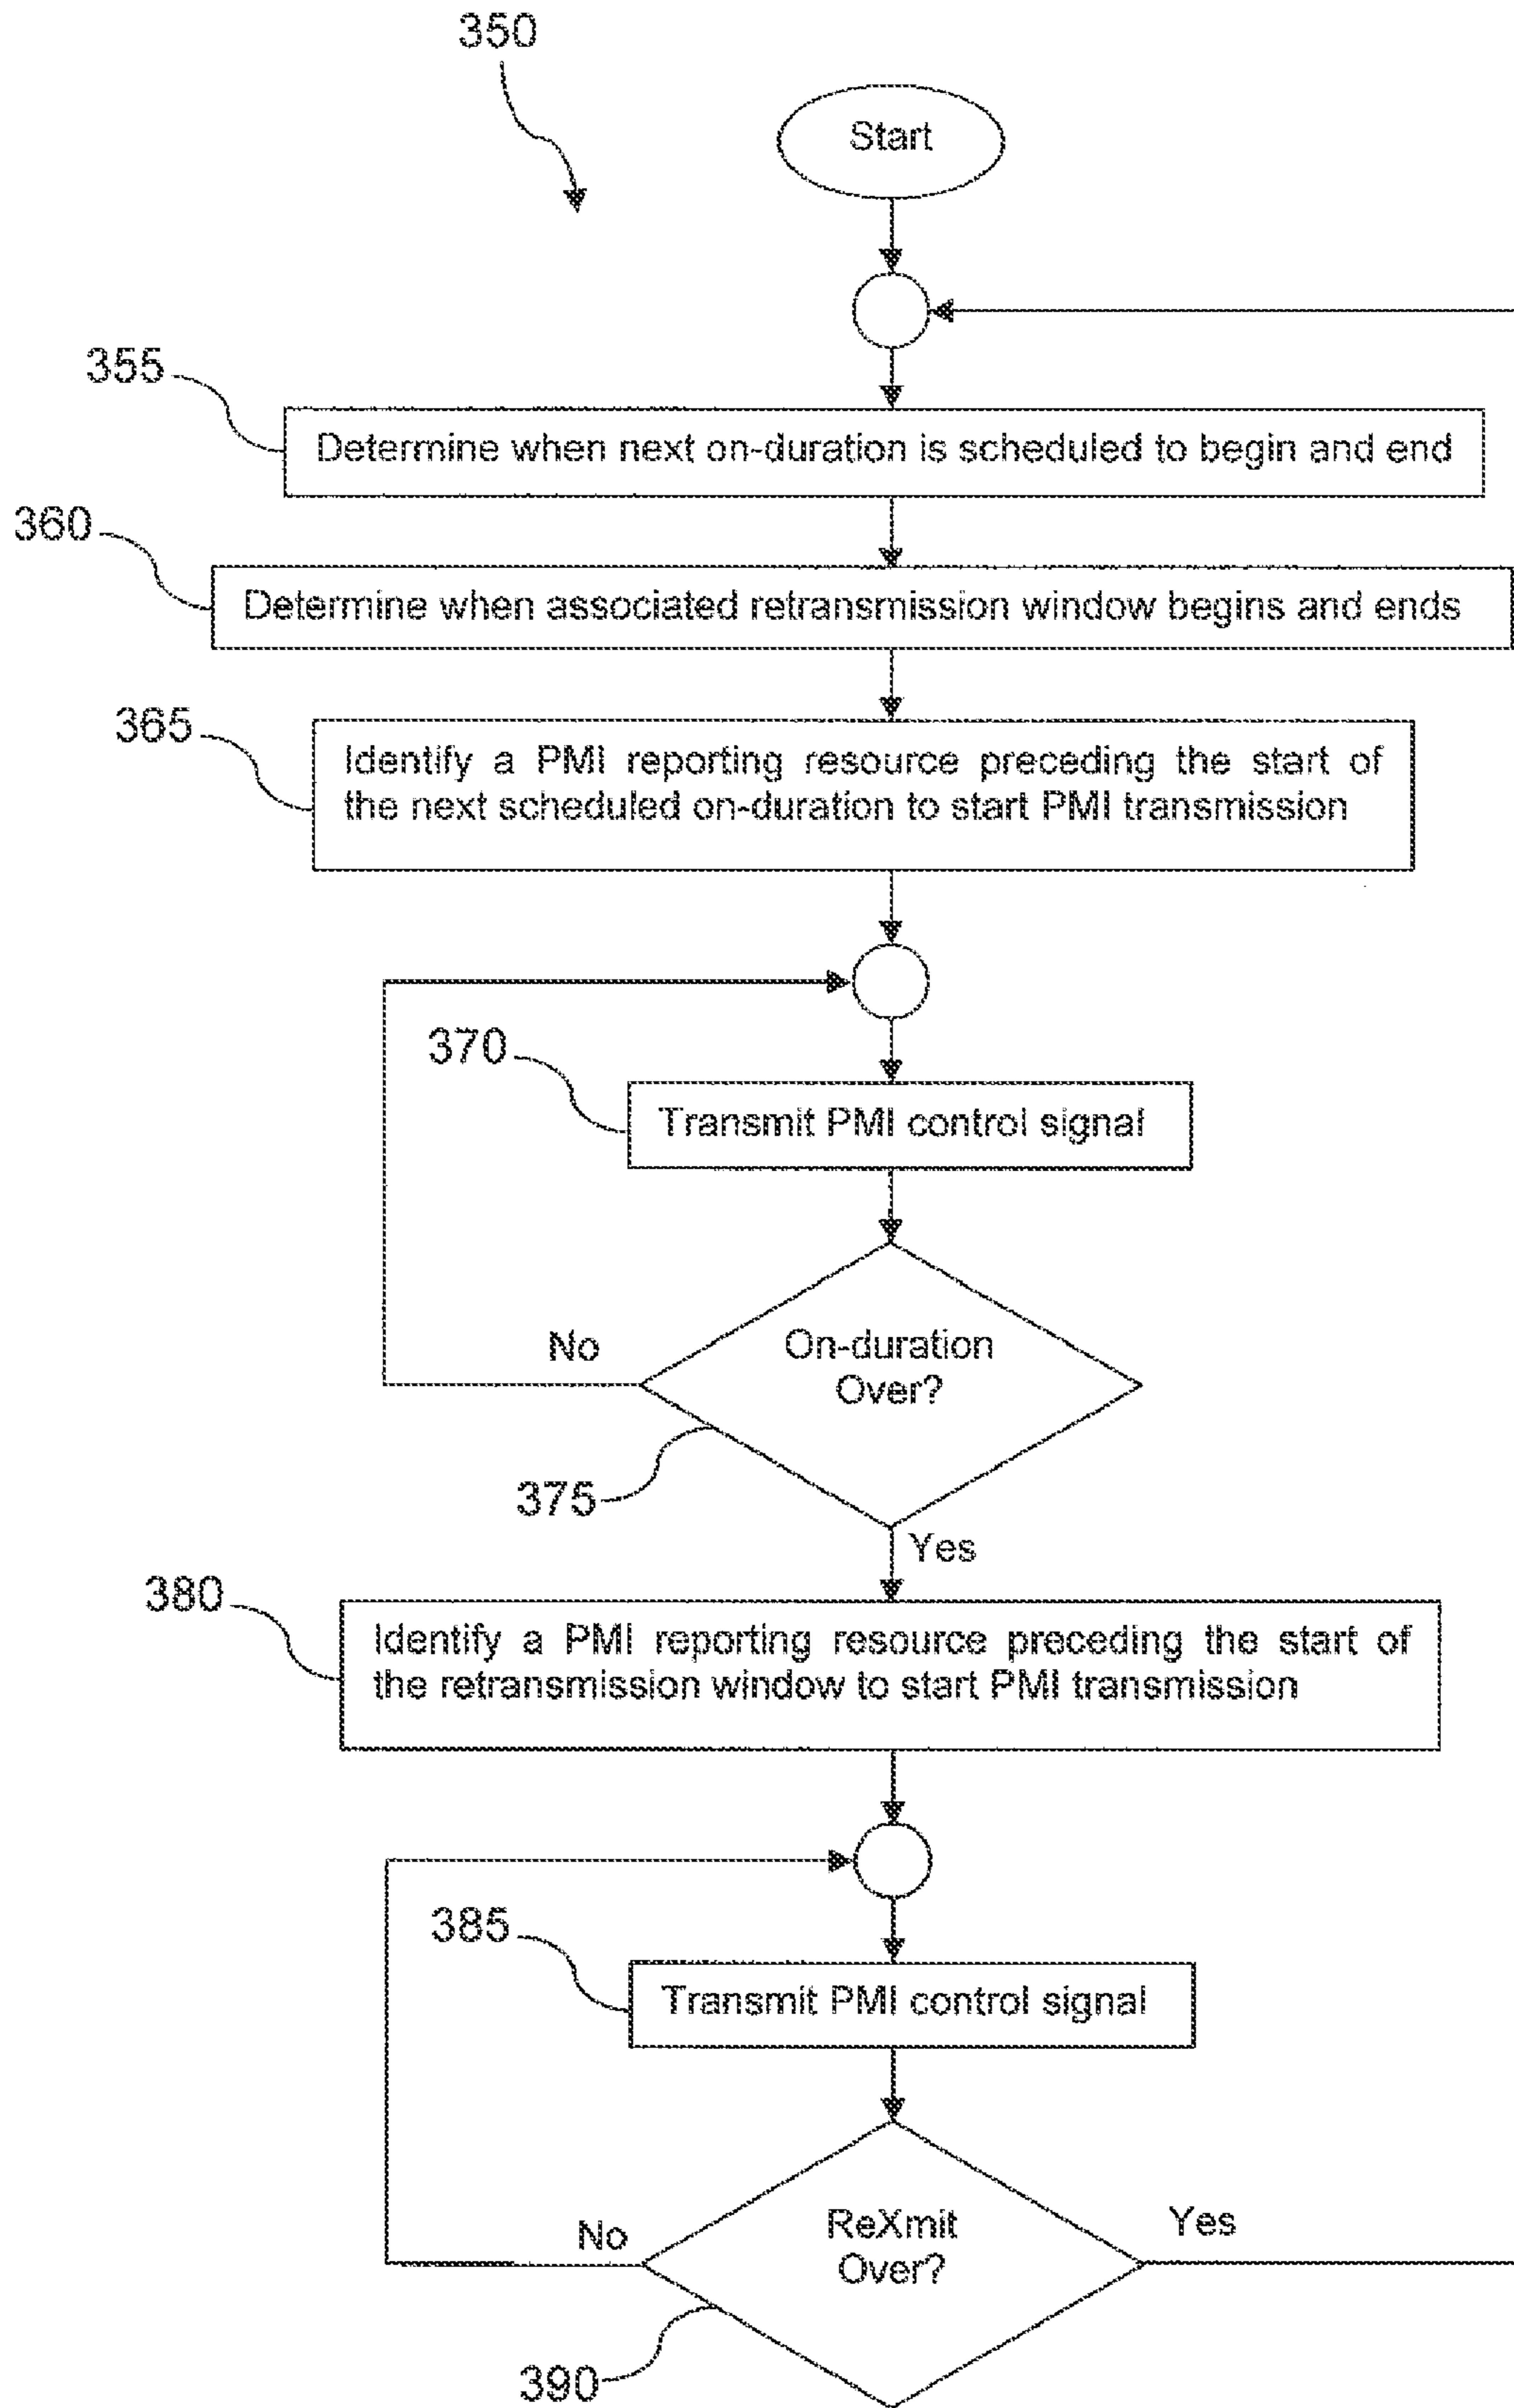 350
Start
355
Determine when next on-duration is scheduled to begin and end
360
Determine when associated retransmission window begins and ends
365
Identify a PMI reporting resource preceding the start of
the next scheduled on-duration to start PMI transmission
370
Transmit PMI control signal
No
On-duration
Over?
375
Yes
380
Identify a PMI reporting resource preceding the start of
the retransmission window to start PMI transmission
385
Transmit PMI control signal
No
ReXmit
Over?
Yes
390